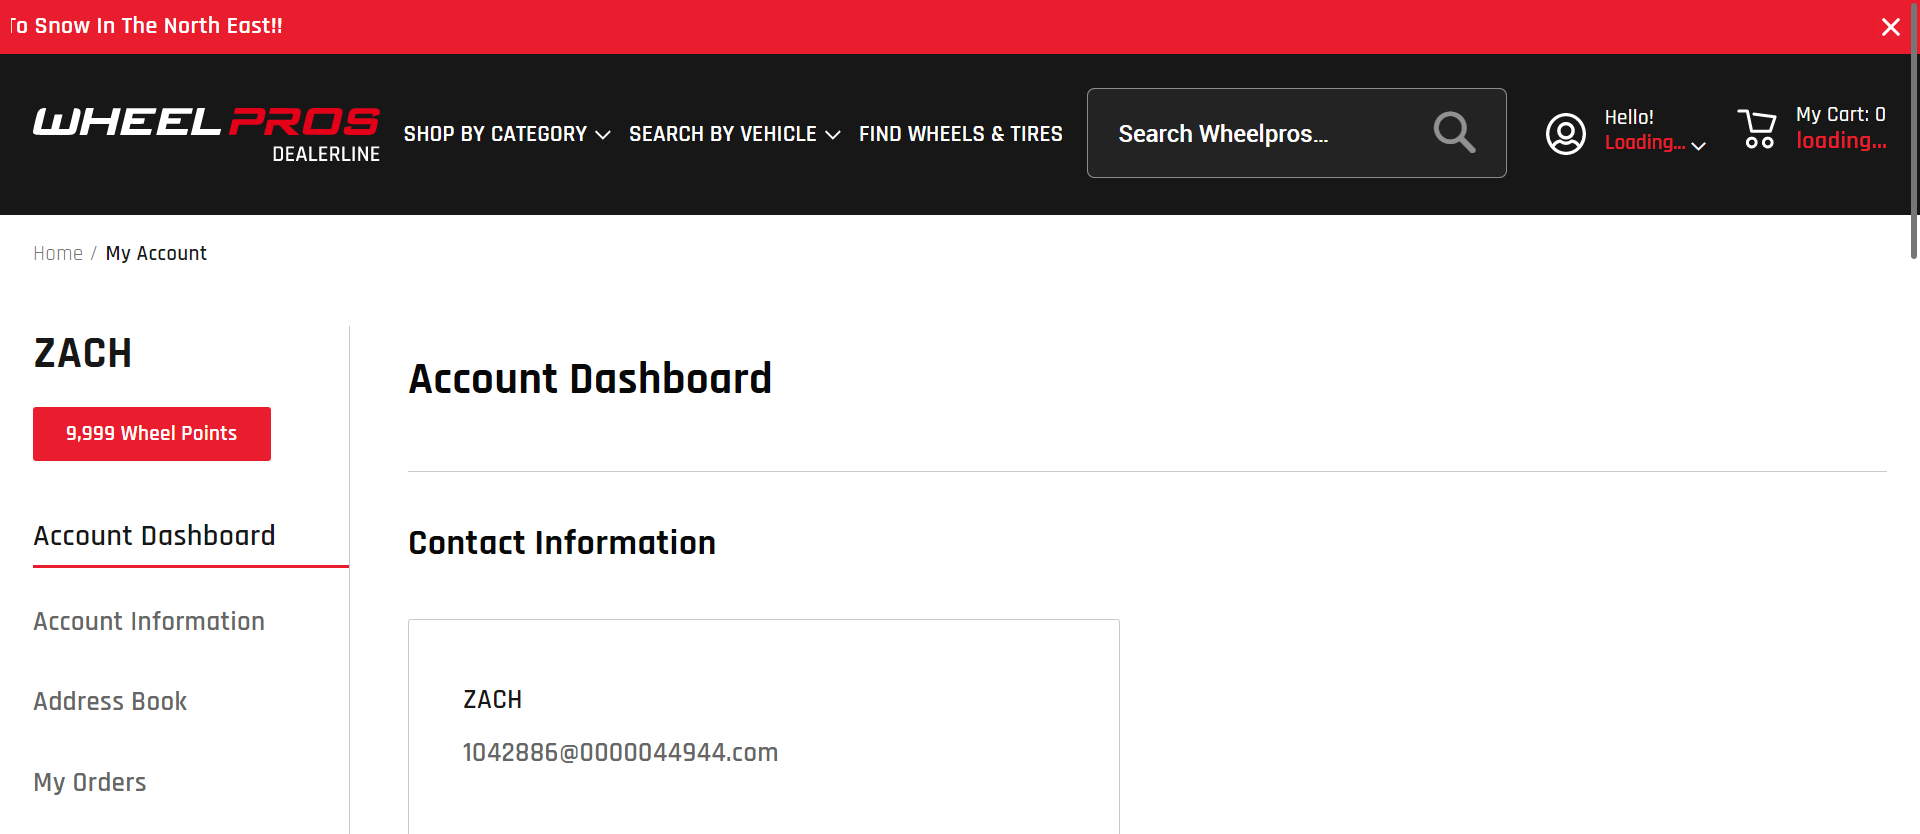 To Snow In The North East!!
WHEEL PROS
DEALERLINE
SHOP BY CATEGORY
SEARCH BY VEHICLE
FIND WHEELS & TIRES
Search Wheelpros...
Hello!
Loading...
My Cart: 0
loading...
Home / My Account
ZACH
9,999 Wheel Points
Account Dashboard
Account Information
Address Book
My Orders
Account Dashboard
Contact Information
ZACH
1042886@0000044944.com